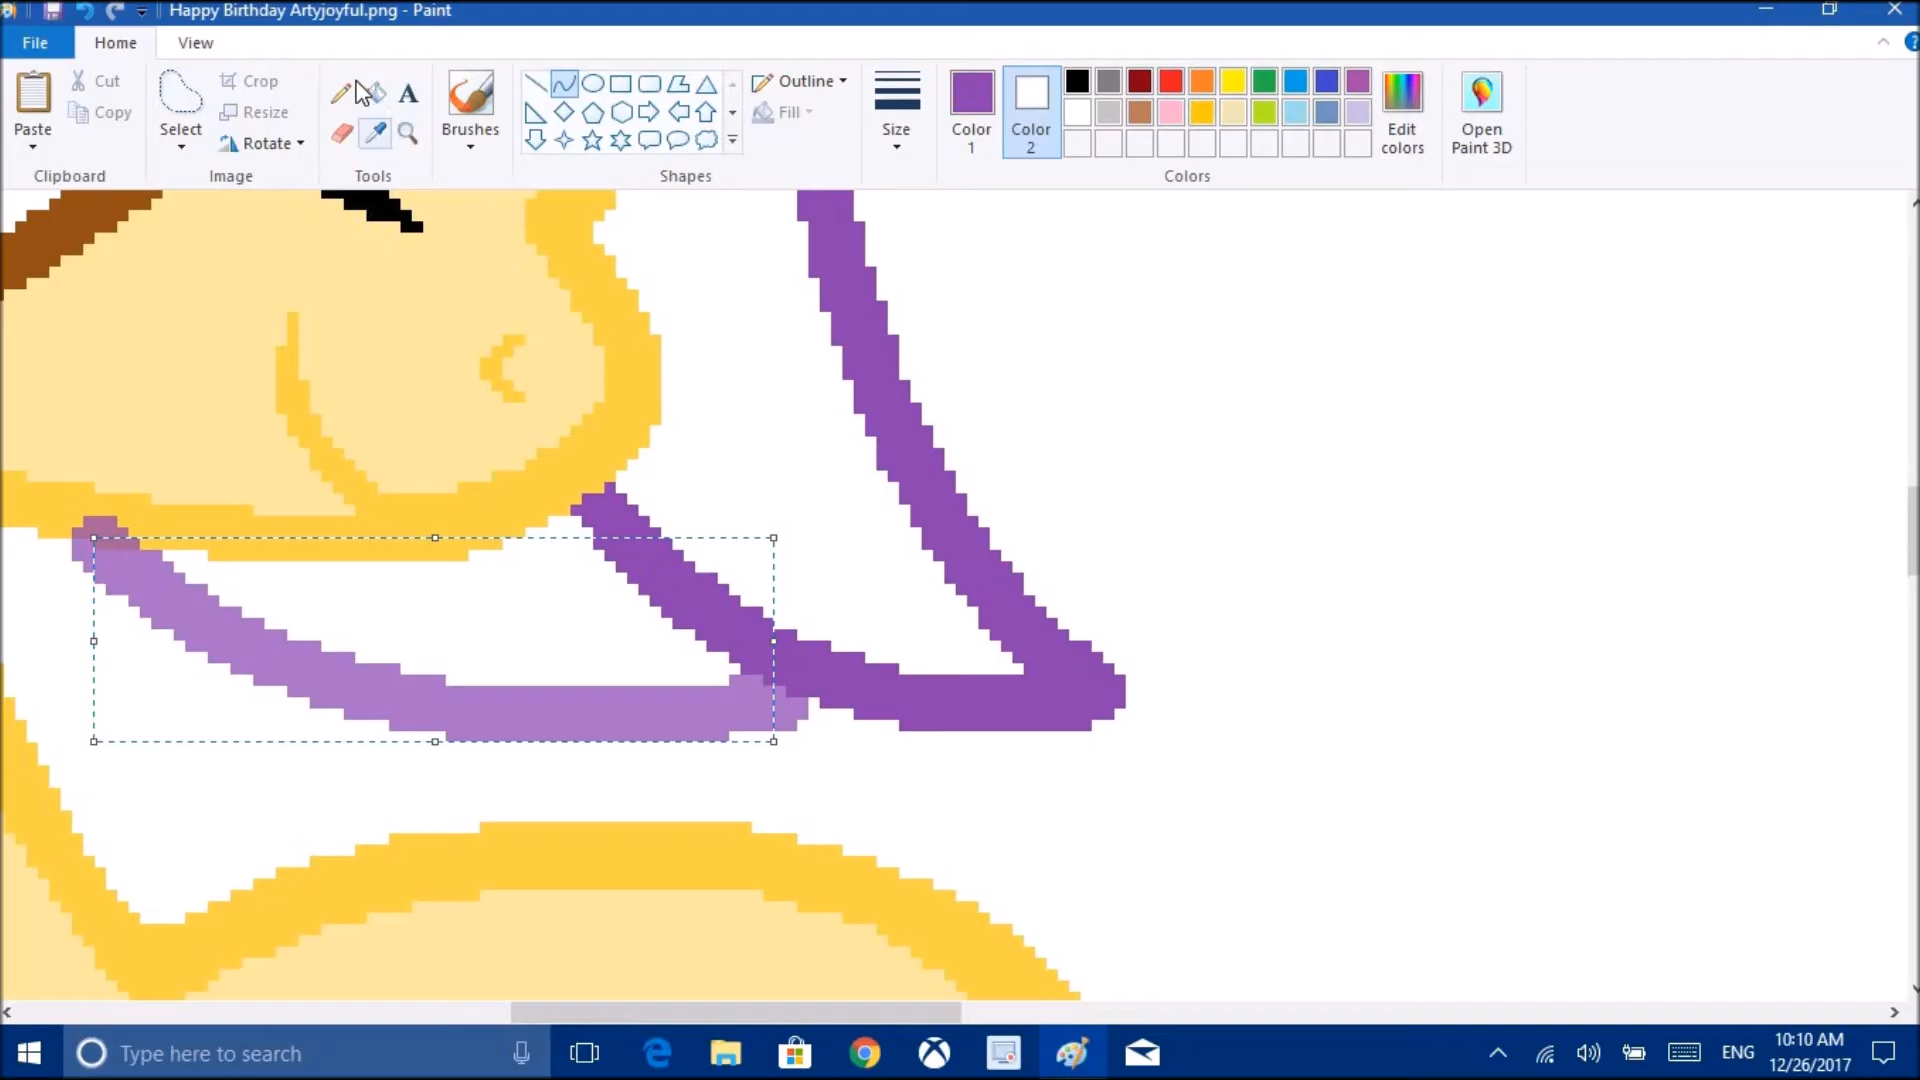 Happy Birthday Artyjoyful.png - Paint
File Home View
Paste
Cut
Copy
Clipboard
Select
Crop
Resize
Rotate
Image
A
Tools
Brushes
Shapes
Outline
Fill
Size
Color 1
Color 2
Edit colors
Colors
Open Paint 3D
Type here to search
ENG
10:10 AM
12/26/2017